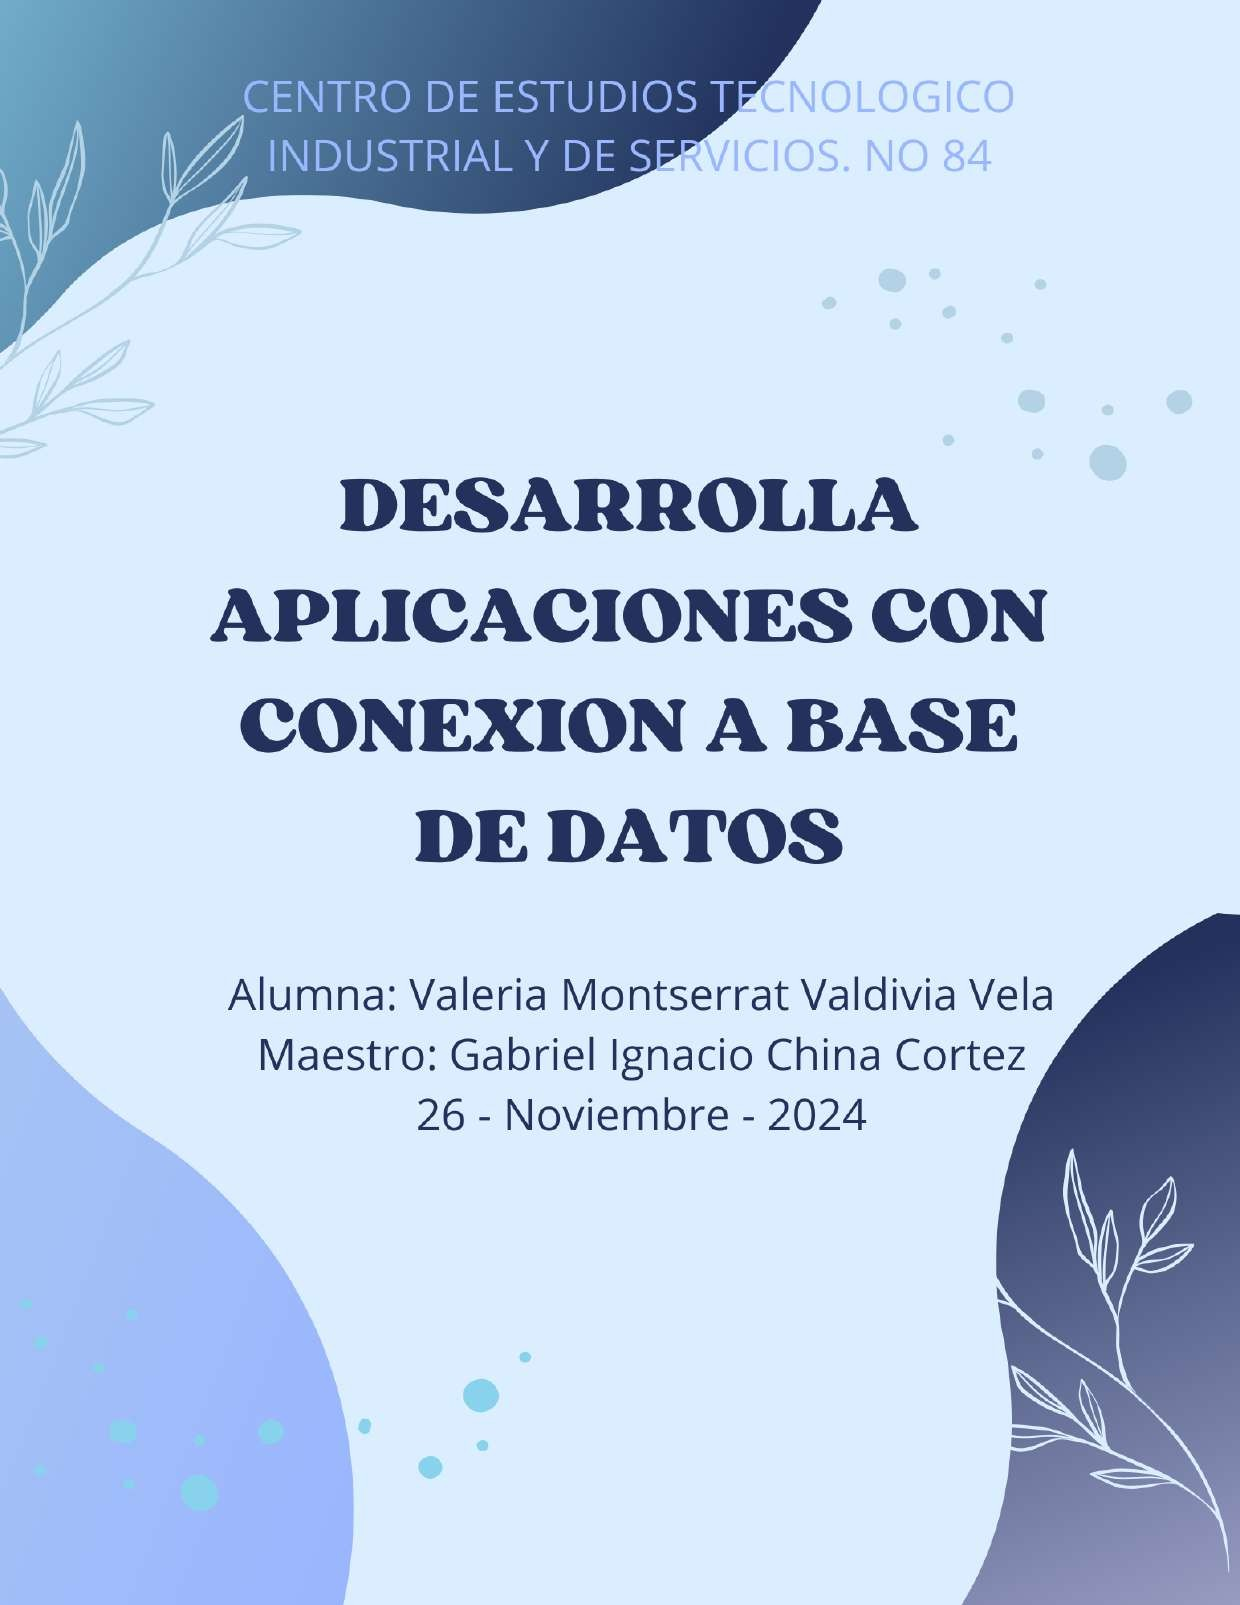 CENTRO DE ESTUDIOS TECNOLOGICO
INDUSTRIAL Y DE SERVICIOS. NO 84
DESARROLLA
APLICACIONES CON
CONEXION A BASE
DE DATOS
Alumna: Valeria Montserrat Valdivia Vela
Maestro: Gabriel Ignacio China Cortez
26 - Noviembre - 2024